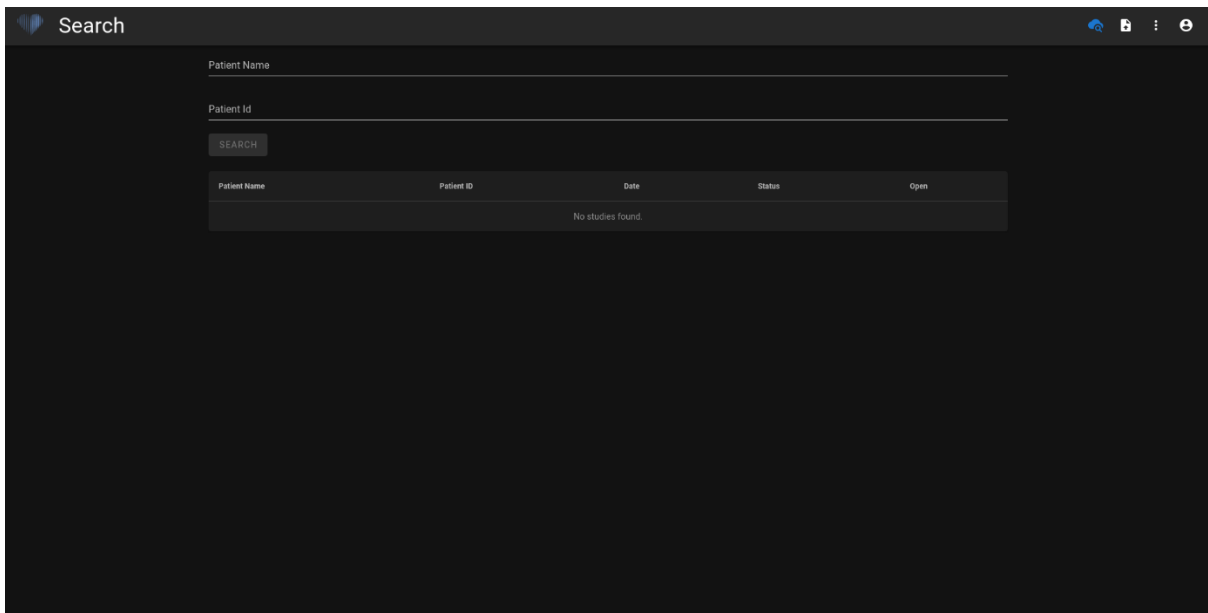 Search
Patient Name
Patient Id
SEARCH
Patient Name Patient ID Date Status Open
No studies found.